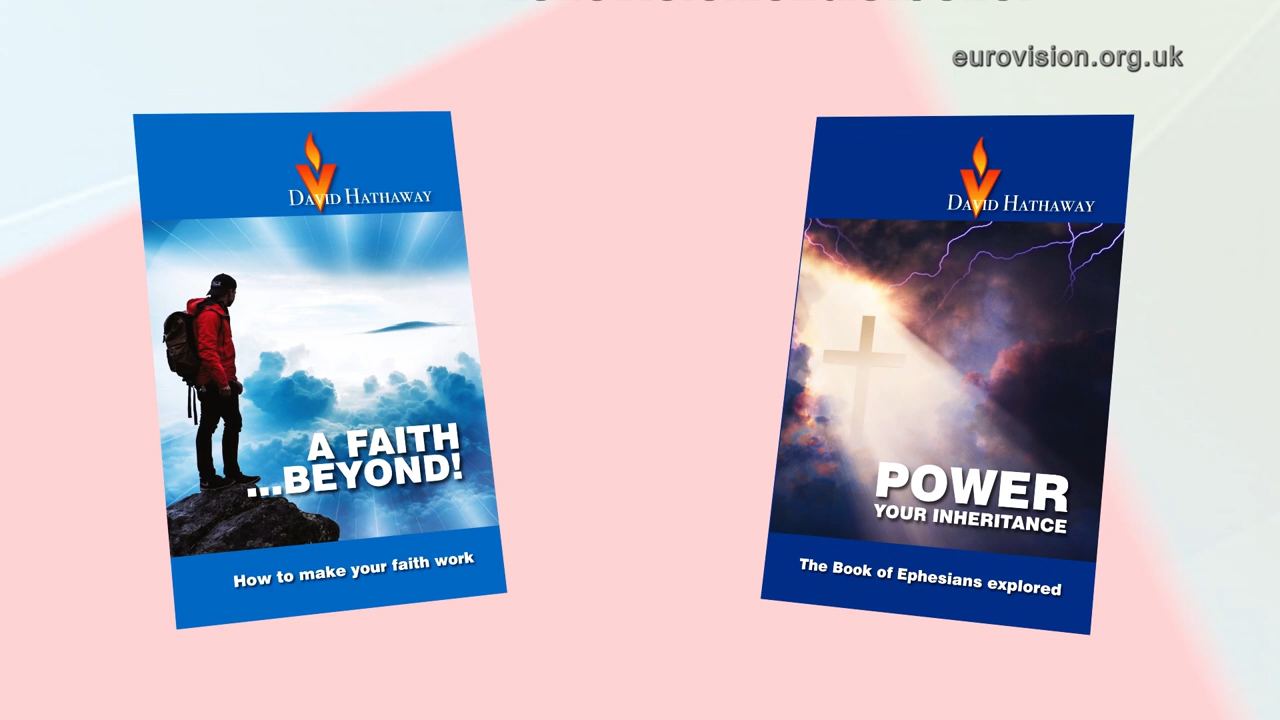 eurovision.org.uk
DAVID HATHAWAY
A FAITH
...BEYOND!
How to make your faith work
DAVID HATHAWAY
POWER
YOUR INHERITANCE
The Book of Ephesians explored